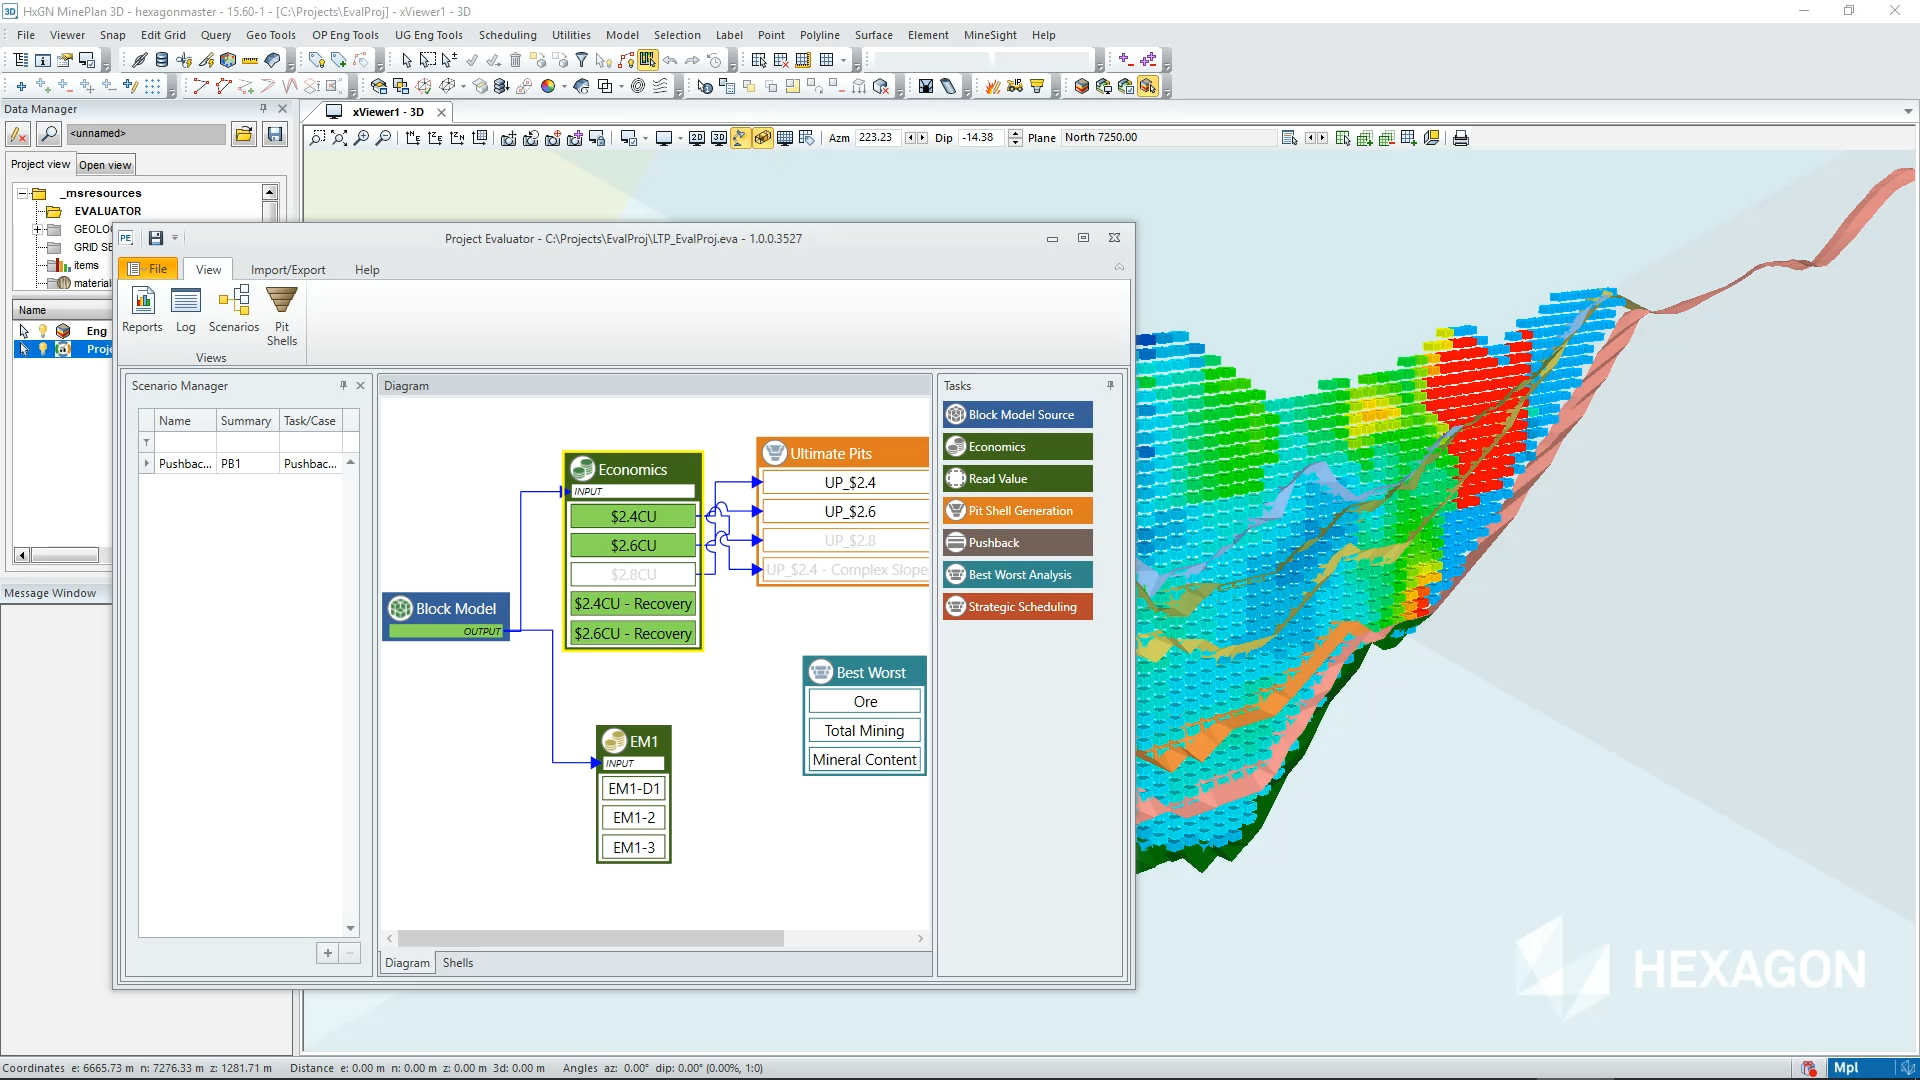 HxGN MinePlan 3D - hexagonmaster - 15.60-1 - [C:\Projects\EvalProj] - xViewer1 - 3D
File Viewer Snap Edit Grid Query Geo Tools OP Eng Tools UG Eng Tools Scheduling Utilities Model Selection Label Point Polyline Surface Element MineSight Help
Data Manager
xViewer1 - 3D
<unnamed>
2D 3D Azm 223.23 Dip -14.38 Plane North 7250.00
Project view Open view
_msresources
EVALUATOR
GEOLO
GRID SE
items
material
Name
Eng
Proje
Message Window
PE
Project Evaluator - C:\Projects\EvalProj\LTP_EvalProj.eva - 1.0.0.3527
File View Import/Export Help
Reports Log Scenarios Pit Shells
Views
Scenario Manager
Name Summary Task/Case
Pushbac... PB1 Pushbac...
Diagram
Block Model
OUTPUT
Economics
INPUT
$2.4CU
$2.6CU
$2.8CU
$2.4CU - Recovery
$2.6CU - Recovery
Ultimate Pits
UP_$2.4
UP_$2.6
UP_$2.8
UP_$2.4 - Complex Slope
EM1
INPUT
EM1-D1
EM1-2
EM1-3
Best Worst
Ore
Total Mining
Mineral Content
Diagram Shells
Tasks
Block Model Source
Economics
Read Value
Pit Shell Generation
Pushback
Best Worst Analysis
Strategic Scheduling
HEXAGON
Coordinates e: 6665.73 m n: 7276.33 m z: 1281.71 m Distance e: 0.00 m n: 0.00 m z: 0.00 m 3d: 0.00 m Angles az: 0.00° dip: 0.00° (0.00%, 1:0)
Mpl